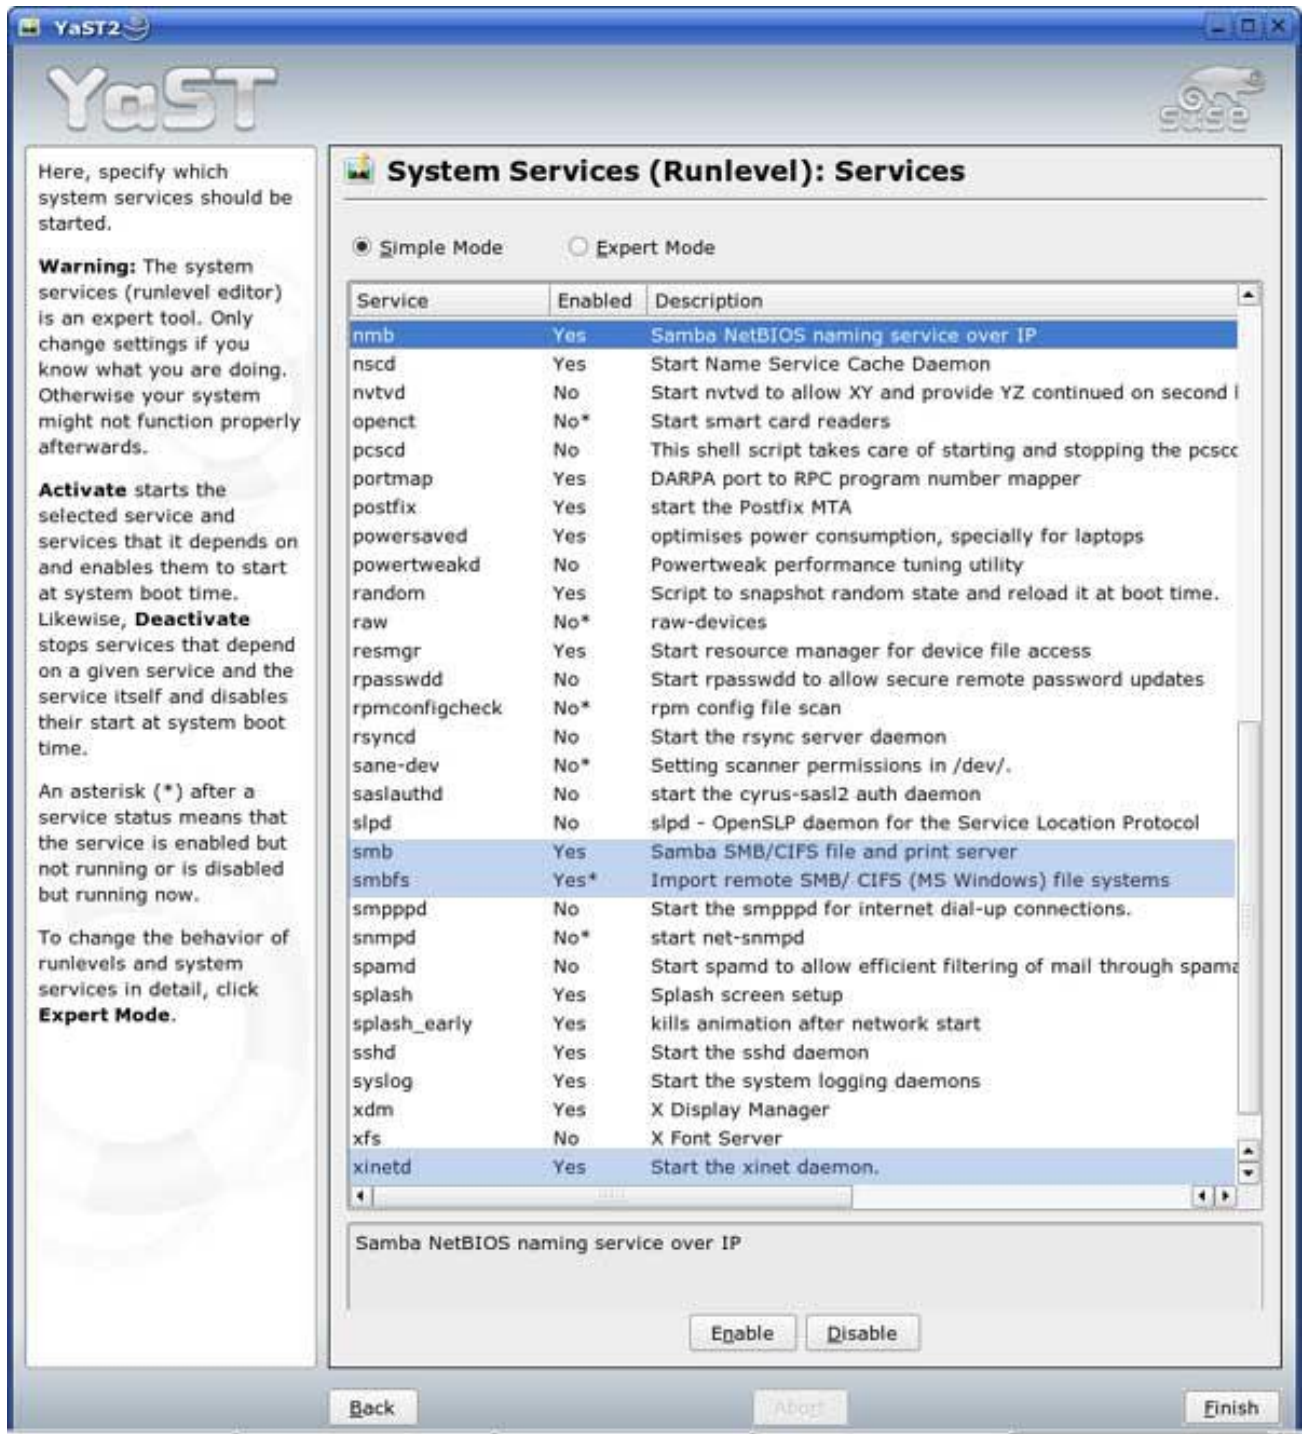 YaST2
YaST
suse
Here, specify which
system services should be
started.
Warning: The system
services (runlevel editor)
is an expert tool. Only
change settings if you
know what you are doing.
Otherwise your system
might not function properly
afterwards.
Activate starts the
selected service and
services that it depends on
and enables them to start
at system boot time.
Likewise, Deactivate
stops services that depend
on a given service and the
service itself and disables
their start at system boot
time.
An asterisk (*) after a
service status means that
the service is enabled but
not running or is disabled
but running now.
To change the behavior of
runlevels and system
services in detail, click
Expert Mode.
System Services (Runlevel): Services
Simple Mode Expert Mode
Service Enabled Description
nmb Yes Samba NetBIOS naming service over IP
nscd Yes Start Name Service Cache Daemon
nvtvd No Start nvtvd to allow XY and provide YZ continued on second l
openct No* Start smart card readers
pcscd No This shell script takes care of starting and stopping the pcscc
portmap Yes DARPA port to RPC program number mapper
postfix Yes start the Postfix MTA
powersaved Yes optimises power consumption, specially for laptops
powertweakd No Powertweak performance tuning utility
random Yes Script to snapshot random state and reload it at boot time.
raw No* raw-devices
resmgr Yes Start resource manager for device file access
rpasswdd No Start rpasswdd to allow secure remote password updates
rpmconfigcheck No* rpm config file scan
rsyncd No Start the rsync server daemon
sane-dev No* Setting scanner permissions in /dev/.
saslauthd No start the cyrus-sasl2 auth daemon
slpd No slpd - OpenSLP daemon for the Service Location Protocol
smb Yes Samba SMB/CIFS file and print server
smbfs Yes* Import remote SMB/ CIFS (MS Windows) file systems
smpppd No Start the smpppd for internet dial-up connections.
snmpd No* start net-snmpd
spamd No Start spamd to allow efficient filtering of mail through spama
splash Yes Splash screen setup
splash_early Yes kills animation after network start
sshd Yes Start the sshd daemon
syslog Yes Start the system logging daemons
xdm Yes X Display Manager
xfs No X Font Server
xinetd Yes Start the xinet daemon.
Samba NetBIOS naming service over IP
Enable Disable
Back Abort Finish